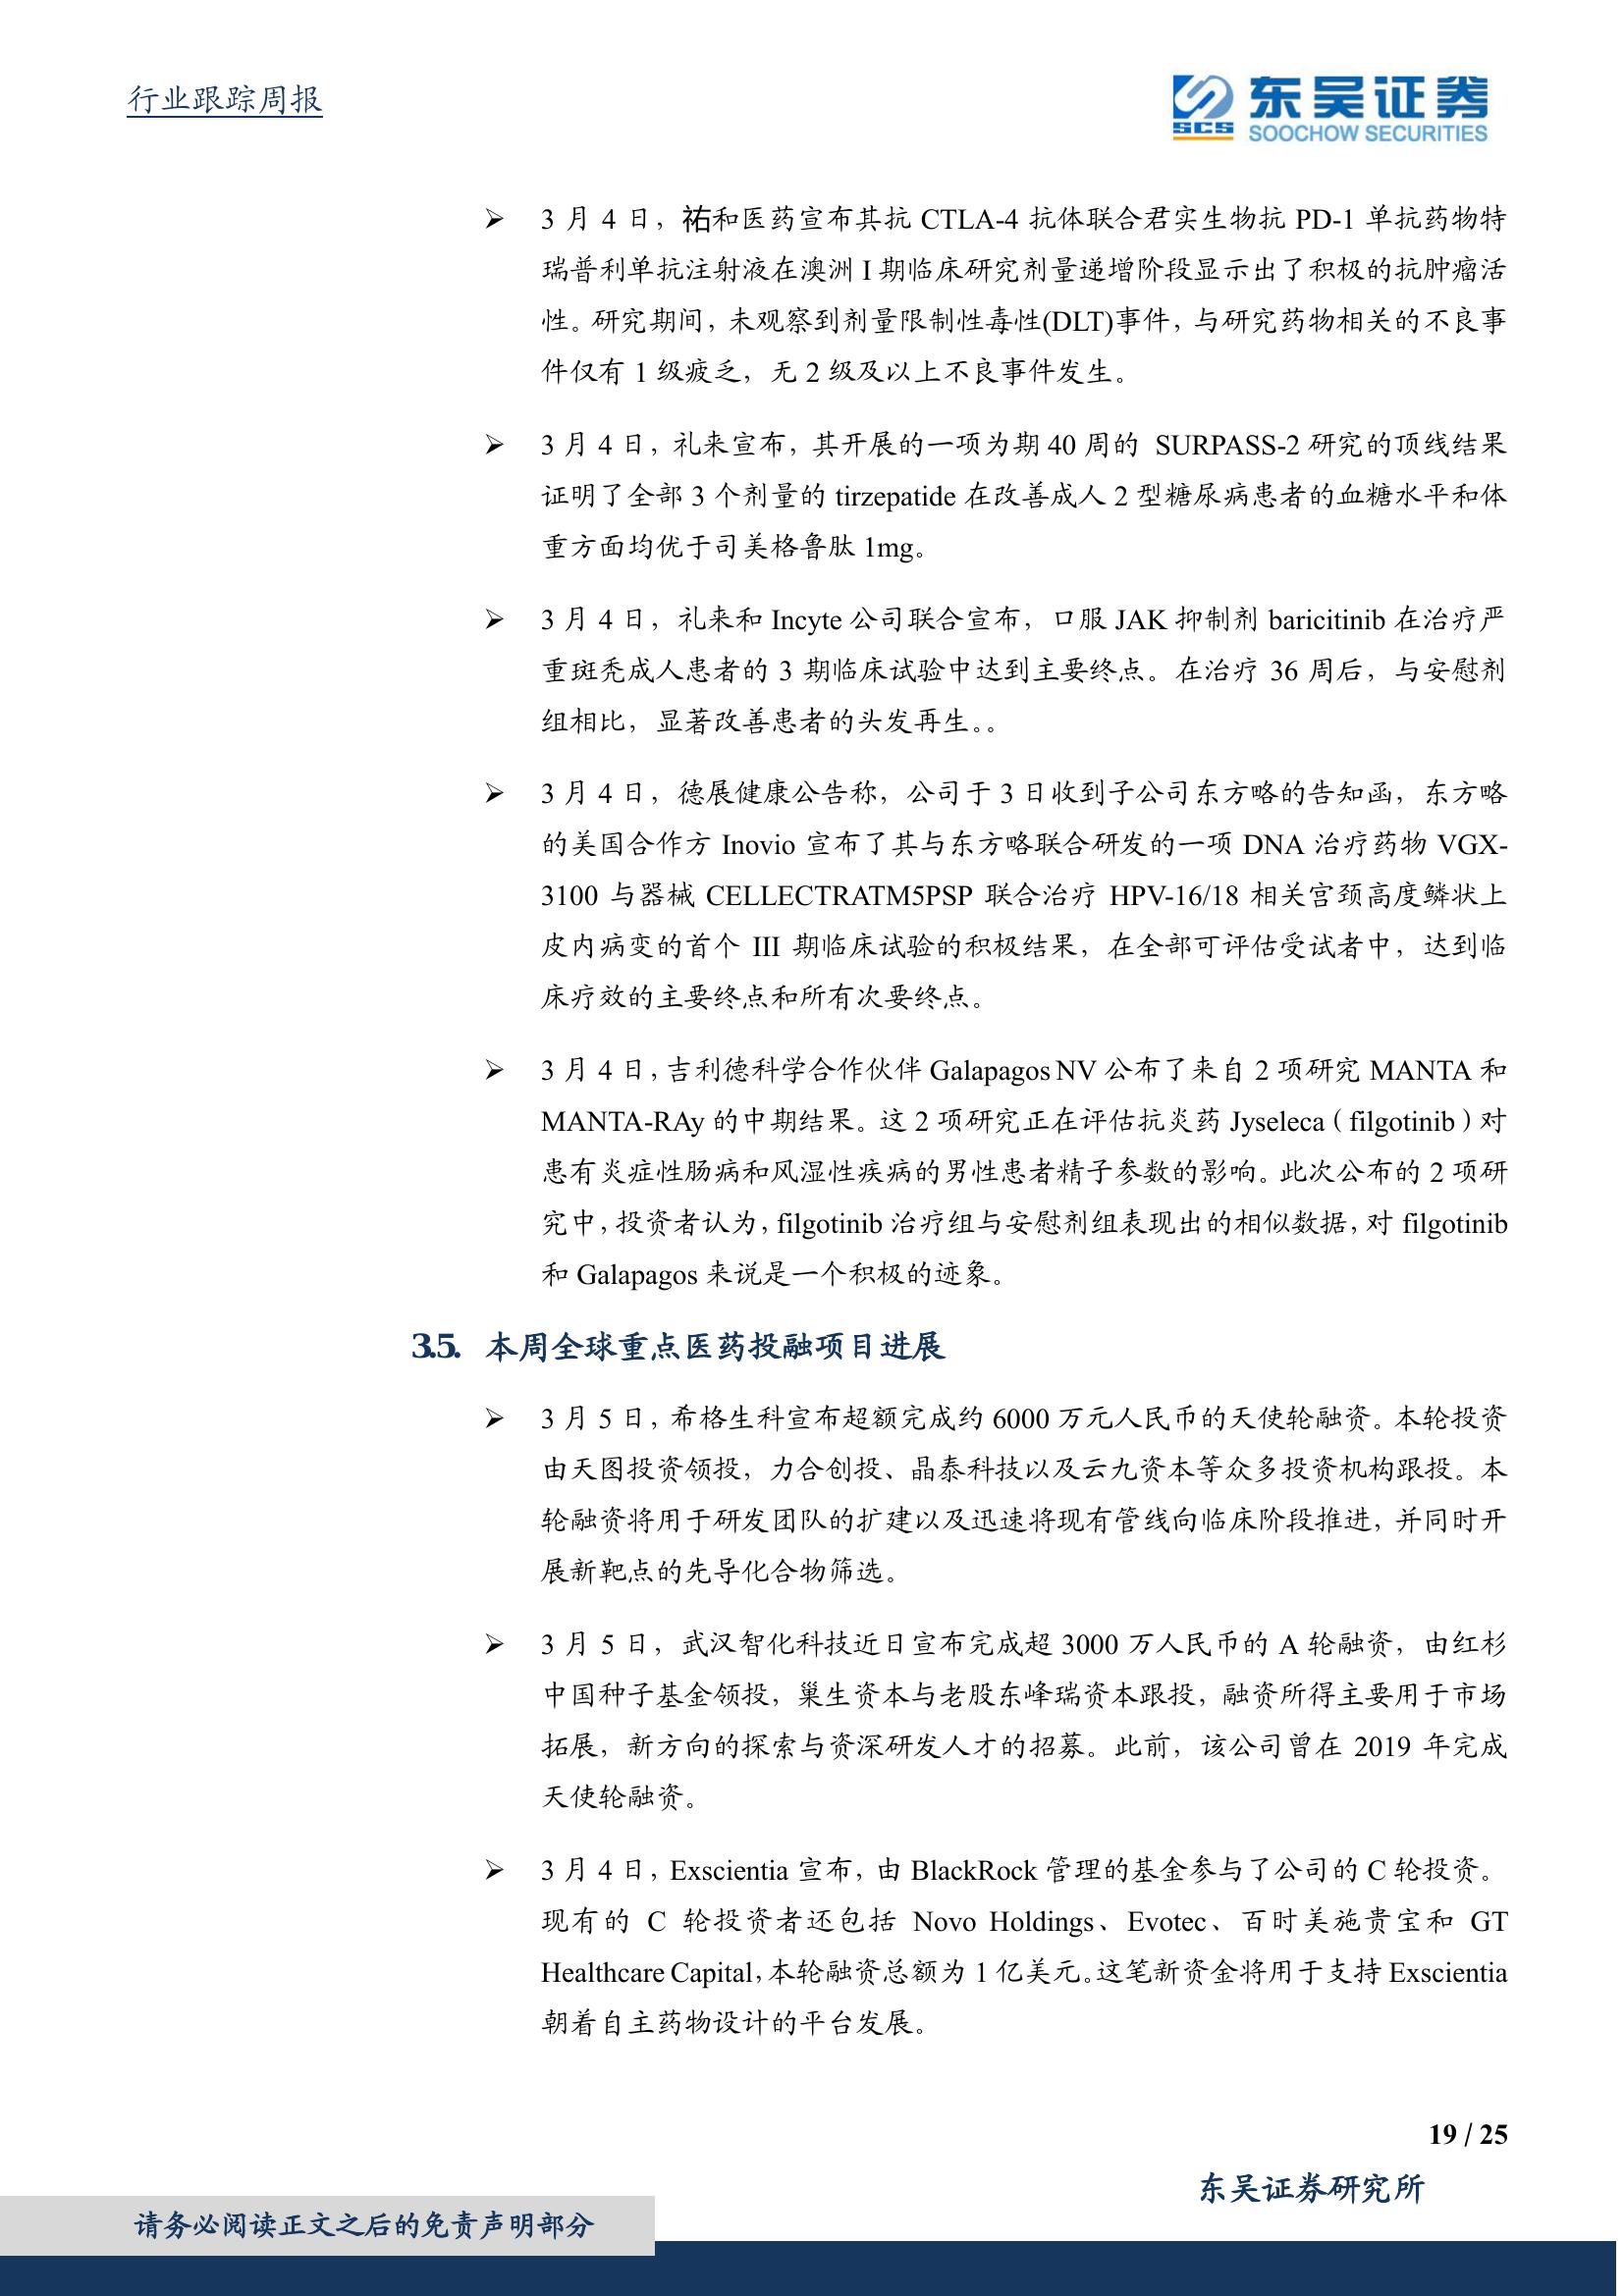 行业跟踪周报
东吴证券
SCS
SOOCHOW SECURITIES
➢ 3 月 4 日，祐和医药宣布其抗 CTLA-4 抗体联合君实生物抗 PD-1 单抗药物特
瑞普利单抗注射液在澳洲 I 期临床研究剂量递增阶段显示出了积极的抗肿瘤活
性。研究期间，未观察到剂量限制性毒性(DLT)事件，与研究药物相关的不良事
件仅有 1 级疲乏，无 2 级及以上不良事件发生。
➢ 3 月 4 日，礼来宣布，其开展的一项为期 40 周的 SURPASS-2 研究的顶线结果
证明了全部 3 个剂量的 tirzepatide 在改善成人 2 型糖尿病患者的血糖水平和体
重方面均优于司美格鲁肽 1mg。
➢ 3 月 4 日，礼来和 Incyte 公司联合宣布，口服 JAK 抑制剂 baricitinib 在治疗严
重斑秃成人患者的 3 期临床试验中达到主要终点。在治疗 36 周后，与安慰剂
组相比，显著改善患者的头发再生。。
➢ 3 月 4 日，德展健康公告称，公司于 3 日收到子公司东方略的告知函，东方略
的美国合作方 Inovio 宣布了其与东方略联合研发的一项 DNA 治疗药物 VGX-
3100 与器械 CELLECTRATM5PSP 联合治疗 HPV-16/18 相关宫颈高度鳞状上
皮内病变的首个 III 期临床试验的积极结果，在全部可评估受试者中，达到临
床疗效的主要终点和所有次要终点。
➢ 3 月 4 日，吉利德科学合作伙伴 Galapagos NV 公布了来自 2 项研究 MANTA 和
MANTA-RAy 的中期结果。这 2 项研究正在评估抗炎药 Jyseleca（filgotinib）对
患有炎症性肠病和风湿性疾病的男性患者精子参数的影响。此次公布的 2 项研
究中，投资者认为，filgotinib 治疗组与安慰剂组表现出的相似数据，对 filgotinib
和 Galapagos 来说是一个积极的迹象。
3.5. 本周全球重点医药投融项目进展
➢ 3 月 5 日，希格生科宣布超额完成约 6000 万元人民币的天使轮融资。本轮投资
由天图投资领投，力合创投、晶泰科技以及云九资本等众多投资机构跟投。本
轮融资将用于研发团队的扩建以及迅速将现有管线向临床阶段推进，并同时开
展新靶点的先导化合物筛选。
➢ 3 月 5 日，武汉智化科技近日宣布完成超 3000 万人民币的 A 轮融资，由红杉
中国种子基金领投，巢生资本与老股东峰瑞资本跟投，融资所得主要用于市场
拓展，新方向的探索与资深研发人才的招募。此前，该公司曾在 2019 年完成
天使轮融资。
➢ 3 月 4 日，Exscientia 宣布，由 BlackRock 管理的基金参与了公司的 C 轮投资。
现有的 C 轮投资者还包括 Novo Holdings、Evotec、百时美施贵宝和 GT
Healthcare Capital，本轮融资总额为 1 亿美元。这笔新资金将用于支持 Exscientia
朝着自主药物设计的平台发展。
19 / 25
东吴证券研究所
请务必阅读正文之后的免责声明部分